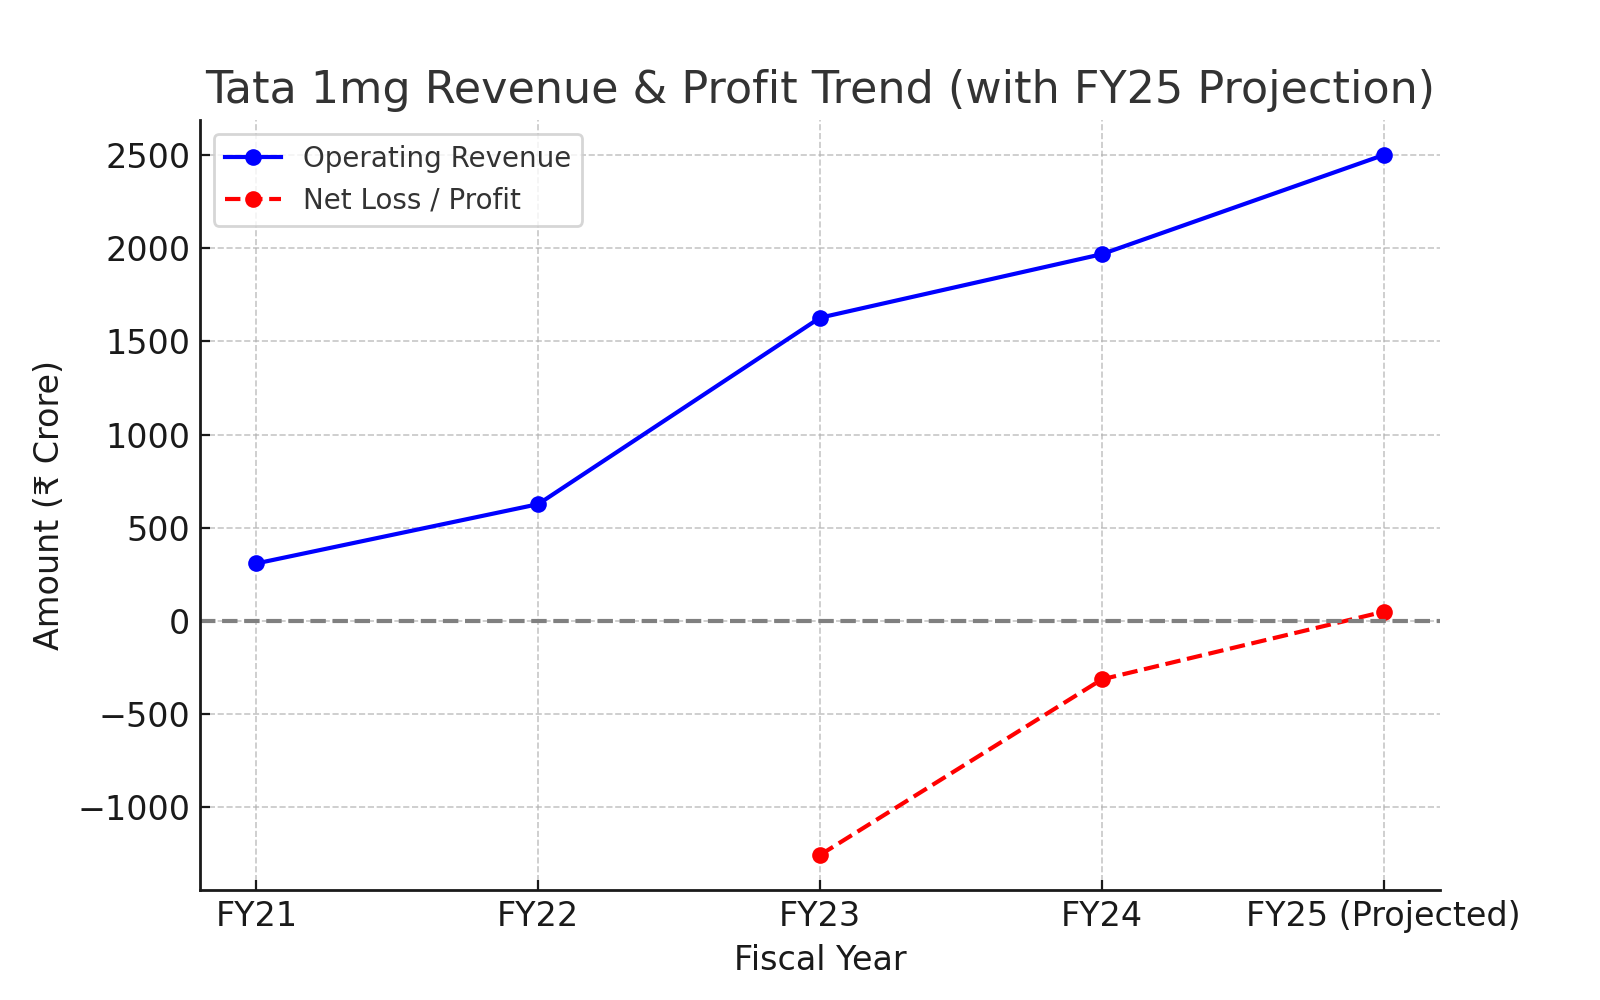 Tata 1mg Revenue & Profit Trend (with FY25 Projection)
Operating Revenue
Net Loss / Profit
2500
2000
1500
1000
500
0
−500
−1000
Amount (₹ Crore)
FY21
FY22
FY23
FY24
FY25 (Projected)
Fiscal Year